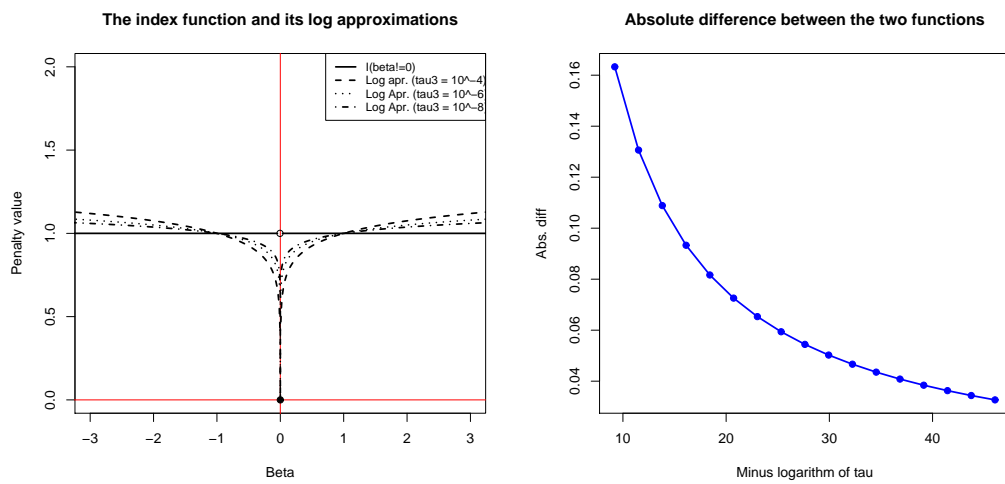 The index function and its log approximations
Penalty value
2.0
1.5
1.0
0.5
0.0
I(beta!=0)
Log apr. (tau3 = 10^−4)
Log Apr. (tau3 = 10^−6)
Log Apr. (tau3 = 10^−8)
−3 −2 −1 0 1 2 3
Beta
Absolute difference between the two functions
Abs. diff
0.16
0.14
0.12
0.10
0.08
0.06
0.04
10 20 30 40
Minus logarithm of tau